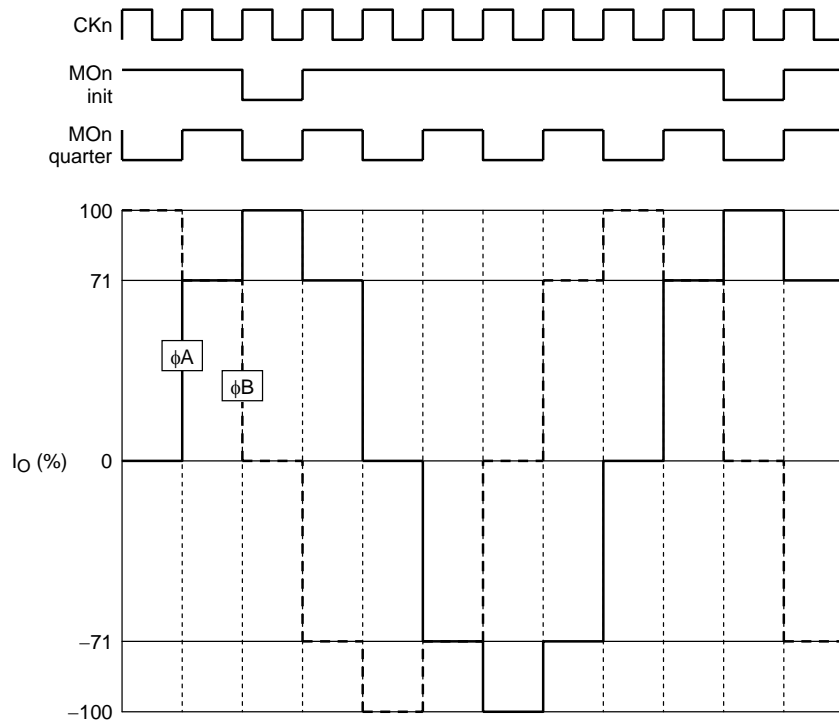 CKn
MOn
init
MOn
quarter
100
71
ϕA
ϕB
IO (%)
0
−71
−100